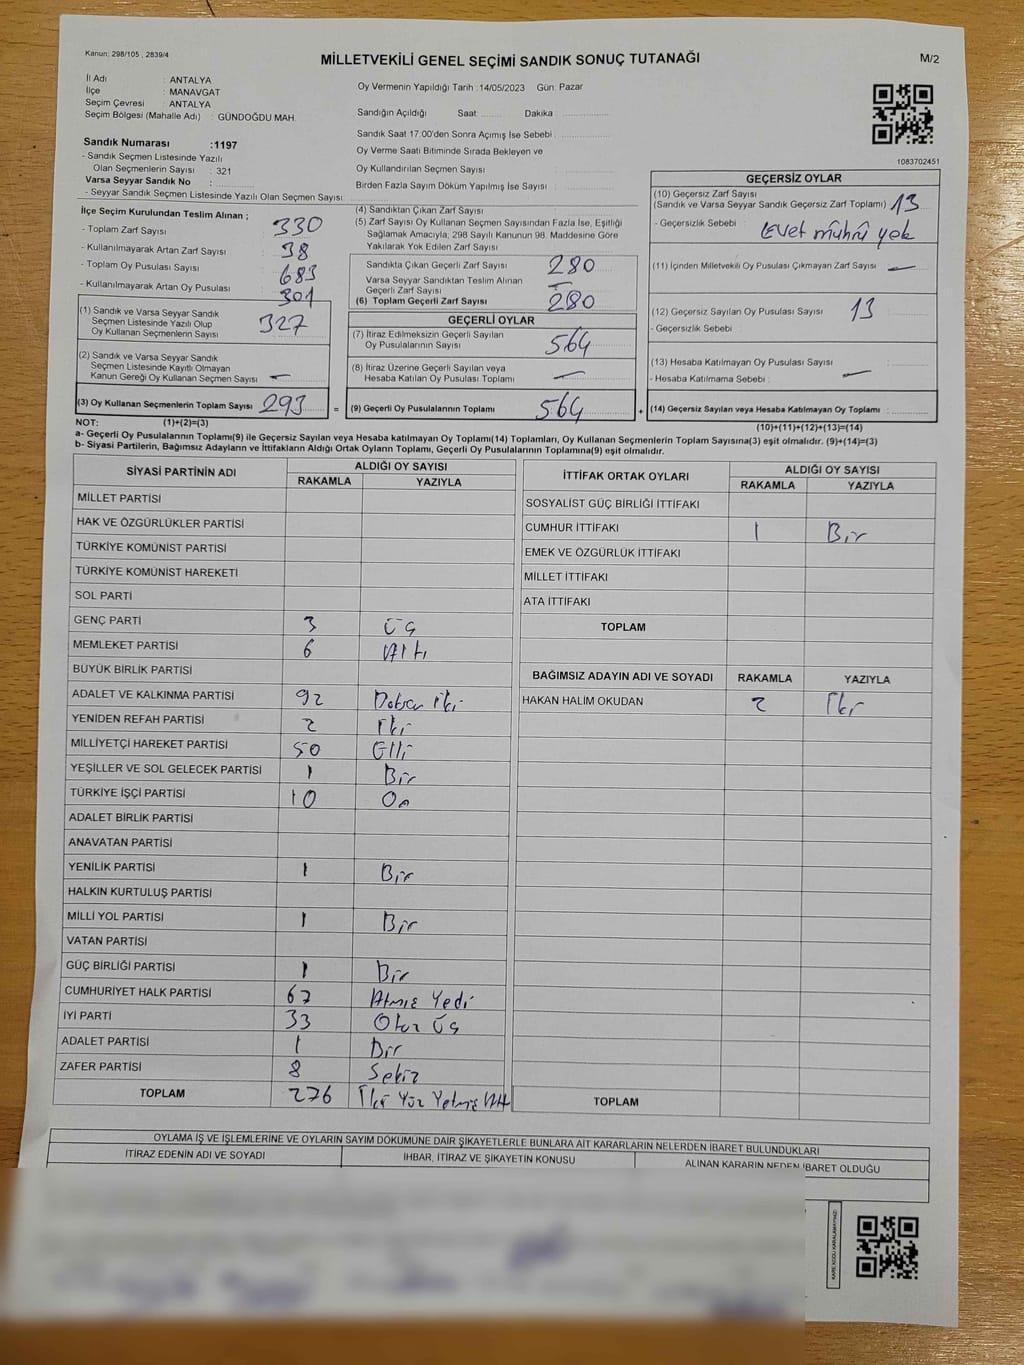 Kanun: 298/105 , 2839/4
MİLLETVEKİLİ GENEL SEÇİMİ SANDIK SONUÇ TUTANAĞI
M/2
İl Adı : ANTALYA
İlçe : MANAVGAT
Seçim Çevresi : ANTALYA
Seçim Bölgesi (Mahalle Adı) : GÜNDOĞDU MAH.
Sandık Numarası :1197
- Sandık Seçmen Listesinde Yazılı
Olan Seçmenlerin Sayısı : 321
Varsa Seyyar Sandık No :
- Seyyar Sandık Seçmen Listesinde Yazılı Olan Seçmen Sayısı :
Oy Vermenin Yapıldığı Tarih :14/05/2023 Gün: Pazar
Sandığın Açıldığı Saat: Dakika :
Sandık Saat 17:00'den Sonra Açımış İse Sebebi :
Oy Verme Saati Bitiminde Sırada Bekleyen ve
Oy Kullandırılan Seçmen Sayısı :
Birden Fazla Sayım Döküm Yapılmış İse Sayısı :
1083702451
İlçe Seçim Kurulundan Teslim Alınan ;
- Toplam Zarf Sayısı : 330
- Kullanılmayarak Artan Zarf Sayısı : 38
- Toplam Oy Pusulası Sayısı : 683
- Kullanılmayarak Artan Oy Pusulası : 301
(1) Sandık ve Varsa Seyyar Sandık
Seçmen Listesinde Yazılı Olup
Oy Kullanan Seçmenlerin Sayısı : 327
(2) Sandık ve Varsa Seyyar Sandık
Seçmen Listesinde Kayıtlı Olmayan
Kanun Gereği Oy Kullanan Seçmen Sayısı : —
(3) Oy Kullanan Seçmenlerin Toplam Sayısı 293 =
(4) Sandıktan Çıkan Zarf Sayısı
(5) Zarf Sayısı Oy Kullanan Seçmen Sayısından Fazla İse, Eşitliği
Sağlamak Amacıyla, 298 Sayılı Kanunun 98. Maddesine Göre
Yakılarak Yok Edilen Zarf Sayısı
Sandıkta Çıkan Geçerli Zarf Sayısı 280
Varsa Seyyar Sandıktan Teslim Alınan
Geçerli Zarf Sayısı —
(6) Toplam Geçerli Zarf Sayısı 280
GEÇERLİ OYLAR
(7) İtiraz Edilmeksizin Geçerli Sayılan
Oy Pusulalarının Sayısı 564
(8) İtiraz Üzerine Geçerli Sayılan veya
Hesaba Katılan Oy Pusulası Toplamı —
(9) Geçerli Oy Pusulalarının Toplamı 564 +
GEÇERSİZ OYLAR
(10) Geçersiz Zarf Sayısı
(Sandık ve Varsa Seyyar Sandık Geçersiz Zarf Toplamı) 13
- Geçersizlik Sebebi : Evet mührü yok
(11) İçinden Milletvekili Oy Pusulası Çıkmayan Zarf Sayısı —
(12) Geçersiz Sayılan Oy Pusulası Sayısı 13
- Geçersizlik Sebebi :
(13) Hesaba Katılmayan Oy Pusulası Sayısı
- Hesaba Katılmama Sebebi : —
(14) Geçersiz Sayılan veya Hesaba Katılmayan Oy Toplamı :
NOT: (1)+(2)=(3) (10)+(11)+(12)+(13)=(14)
a- Geçerli Oy Pusulalarının Toplamı(9) ile Geçersiz Sayılan veya Hesaba katılmayan Oy Toplamı(14) Toplamları, Oy Kullanan Seçmenlerin Toplam Sayısına(3) eşit olmalıdır. (9)+(14)=(3)
b- Siyasi Partilerin, Bağımsız Adayların ve İttifakların Aldığı Ortak Oyların Toplamı, Geçerli Oy Pusulalarının Toplamına(9) eşit olmalıdır.
SİYASİ PARTİNİN ADI ALDIĞI OY SAYISI
RAKAMLA YAZIYLA
MİLLET PARTİSİ
HAK VE ÖZGÜRLÜKLER PARTİSİ
TÜRKİYE KOMÜNİST PARTİSİ
TÜRKİYE KOMÜNİST HAREKETİ
SOL PARTİ
GENÇ PARTİ 3 Üç
MEMLEKET PARTİSİ 6 Altı
BÜYÜK BİRLİK PARTİSİ
ADALET VE KALKINMA PARTİSİ 92 Doksan iki
YENİDEN REFAH PARTİSİ 2 İki
MİLLİYETÇİ HAREKET PARTİSİ 50 Elli
YEŞİLLER VE SOL GELECEK PARTİSİ 1 Bir
TÜRKİYE İŞÇİ PARTİSİ 10 On
ADALET BİRLİK PARTİSİ
ANAVATAN PARTİSİ
YENİLİK PARTİSİ 1 Bir
HALKIN KURTULUŞ PARTİSİ
MİLLİ YOL PARTİSİ 1 Bir
VATAN PARTİSİ
GÜÇ BİRLİĞİ PARTİSİ 1 Bir
CUMHURİYET HALK PARTİSİ 67 Atmış Yedi
İYİ PARTİ 33 Otuz Üç
ADALET PARTİSİ 1 Bir
ZAFER PARTİSİ 8 Sekiz
TOPLAM 276 İki Yüz Yetmiş Altı
İTTİFAK ORTAK OYLARI ALDIĞI OY SAYISI
RAKAMLA YAZIYLA
SOSYALİST GÜÇ BİRLİĞİ İTTİFAKI
CUMHUR İTTİFAKI 1 Bir
EMEK VE ÖZGÜRLÜK İTTİFAKI
MİLLET İTTİFAKI
ATA İTTİFAKI
TOPLAM
BAĞIMSIZ ADAYIN ADI VE SOYADI RAKAMLA YAZIYLA
HAKAN HALİM OKUDAN 2 İki
TOPLAM
OYLAMA İŞ VE İŞLEMLERİNE VE OYLARIN SAYIM DÖKÜMÜNE DAİR ŞİKAYETLERLE BUNLARA AİT KARARLARIN NELERDEN İBARET BULUNDUKLARI
İTİRAZ EDENİN ADI VE SOYADI İHBAR, İTİRAZ VE ŞİKAYETİN KONUSU ALINAN KARARIN NEDEN İBARET OLDUĞU
KARE KODU KARALAMAYINIZ!